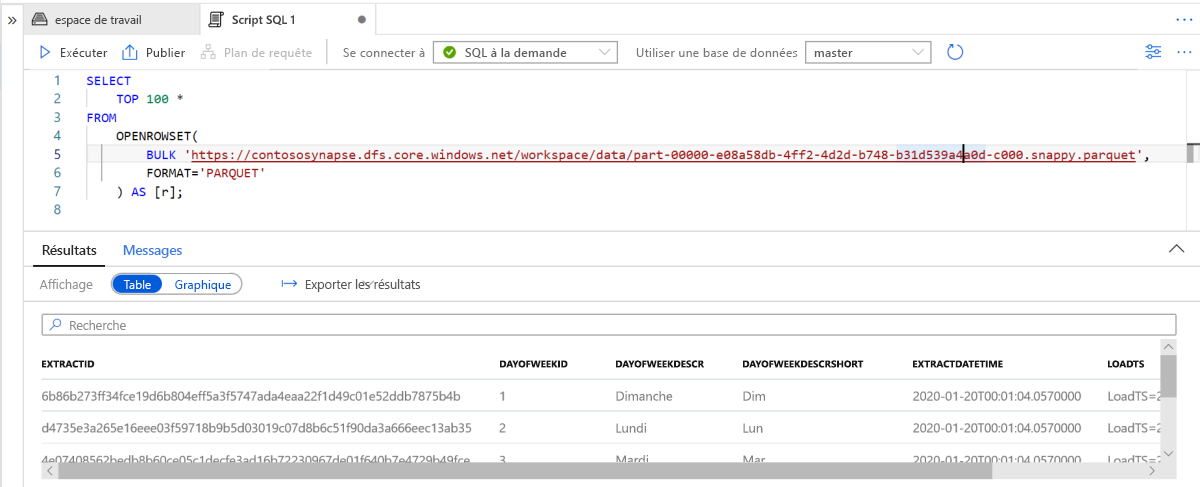 espace de travail
Script SQL 1
Exécuter Publier Plan de requête Se connecter à SQL à la demande Utiliser une base de données master
1 SELECT
2 TOP 100 *
3 FROM
4 OPENROWSET(
5 BULK 'https://contososynapse.dfs.core.windows.net/workspace/data/part-00000-e08a58db-4ff2-4d2d-b748-b31d539a4a0d-c000.snappy.parquet',
6 FORMAT='PARQUET'
7 ) AS [r];
8
Résultats Messages
Affichage Table Graphique Exporter les résultats
Recherche
EXTRACTID DAYOFWEEKID DAYOFWEEKDESCR DAYOFWEEKDESCRSHORT EXTRACTDATETIME LOADTS
6b86b273ff34fce19d6b804eff5a3f5747ada4eaa22f1d49c01e52ddb7875b4b 1 Dimanche Dim 2020-01-20T00:01:04.0570000 LoadTS=2
d4735e3a265e16eee03f59718b9b5d03019c07d8b6c51f90da3a666eec13ab35 2 Lundi Lun 2020-01-20T00:01:04.0570000 LoadTS=2
4e07408562bedb8b60ce05c1decfe3ad16b72230967de01f640b7e4729b49fce 3 Mardi Mar 2020-01-20T00:01:04.0570000 LoadTS=2